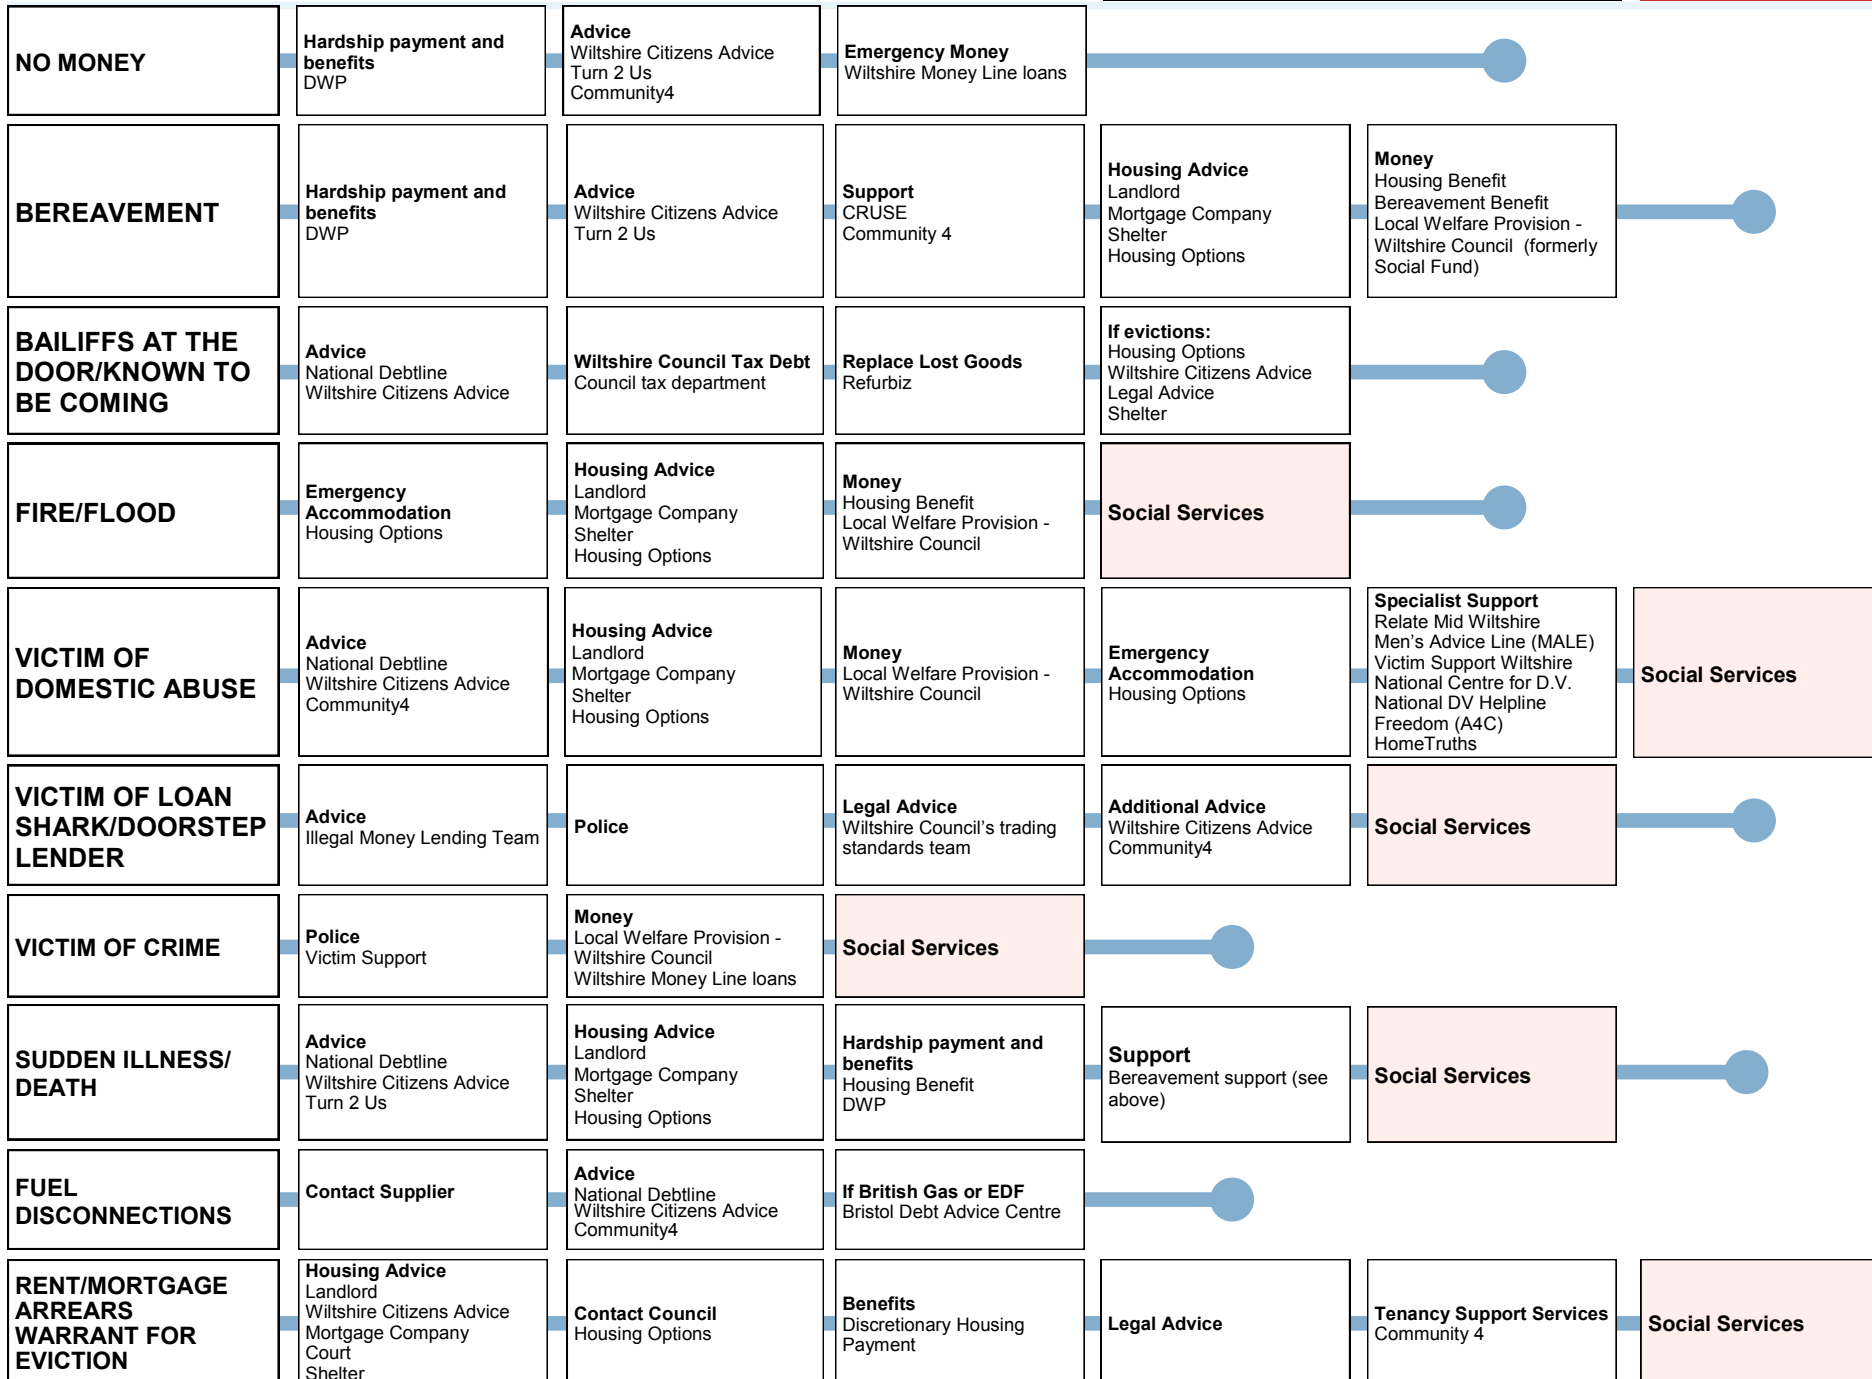 NO MONEY
Hardship payment and
benefits
DWP
Advice
Wiltshire Citizens Advice
Turn 2 Us
Community4
Emergency Money
Wiltshire Money Line loans
BEREAVEMENT
Hardship payment and
benefits
DWP
Advice
Wiltshire Citizens Advice
Turn 2 Us
Support
CRUSE
Community 4
Housing Advice
Landlord
Mortgage Company
Shelter
Housing Options
Money
Housing Benefit
Bereavement Benefit
Local Welfare Provision -
Wiltshire Council (formerly
Social Fund)
BAILIFFS AT THE
DOOR/KNOWN TO
BE COMING
Advice
National Debtline
Wiltshire Citizens Advice
Wiltshire Council Tax Debt
Council tax department
Replace Lost Goods
Refurbiz
If evictions:
Housing Options
Wiltshire Citizens Advice
Legal Advice
Shelter
FIRE/FLOOD
Emergency
Accommodation
Housing Options
Housing Advice
Landlord
Mortgage Company
Shelter
Housing Options
Money
Housing Benefit
Local Welfare Provision -
Wiltshire Council
Social Services
VICTIM OF
DOMESTIC ABUSE
Advice
National Debtline
Wiltshire Citizens Advice
Community4
Housing Advice
Landlord
Mortgage Company
Shelter
Housing Options
Money
Local Welfare Provision -
Wiltshire Council
Emergency
Accommodation
Housing Options
Specialist Support
Relate Mid Wiltshire
Men's Advice Line (MALE)
Victim Support Wiltshire
National Centre for D.V.
National DV Helpline
Freedom (A4C)
HomeTruths
Social Services
VICTIM OF LOAN
SHARK/DOORSTEP
LENDER
Advice
Illegal Money Lending Team
Police
Legal Advice
Wiltshire Council's trading
standards team
Additional Advice
Wiltshire Citizens Advice
Community4
Social Services
VICTIM OF CRIME
Police
Victim Support
Money
Local Welfare Provision -
Wiltshire Council
Wiltshire Money Line loans
Social Services
SUDDEN ILLNESS/
DEATH
Advice
National Debtline
Wiltshire Citizens Advice
Turn 2 Us
Housing Advice
Landlord
Mortgage Company
Shelter
Housing Options
Hardship payment and
benefits
Housing Benefit
DWP
Support
Bereavement support (see
above)
Social Services
FUEL
DISCONNECTIONS
Contact Supplier
Advice
National Debtline
Wiltshire Citizens Advice
Community4
If British Gas or EDF
Bristol Debt Advice Centre
RENT/MORTGAGE
ARREARS
WARRANT FOR
EVICTION
Housing Advice
Landlord
Wiltshire Citizens Advice
Mortgage Company
Court
Shelter
Contact Council
Housing Options
Benefits
Discretionary Housing
Payment
Legal Advice
Tenancy Support Services
Community 4
Social Services